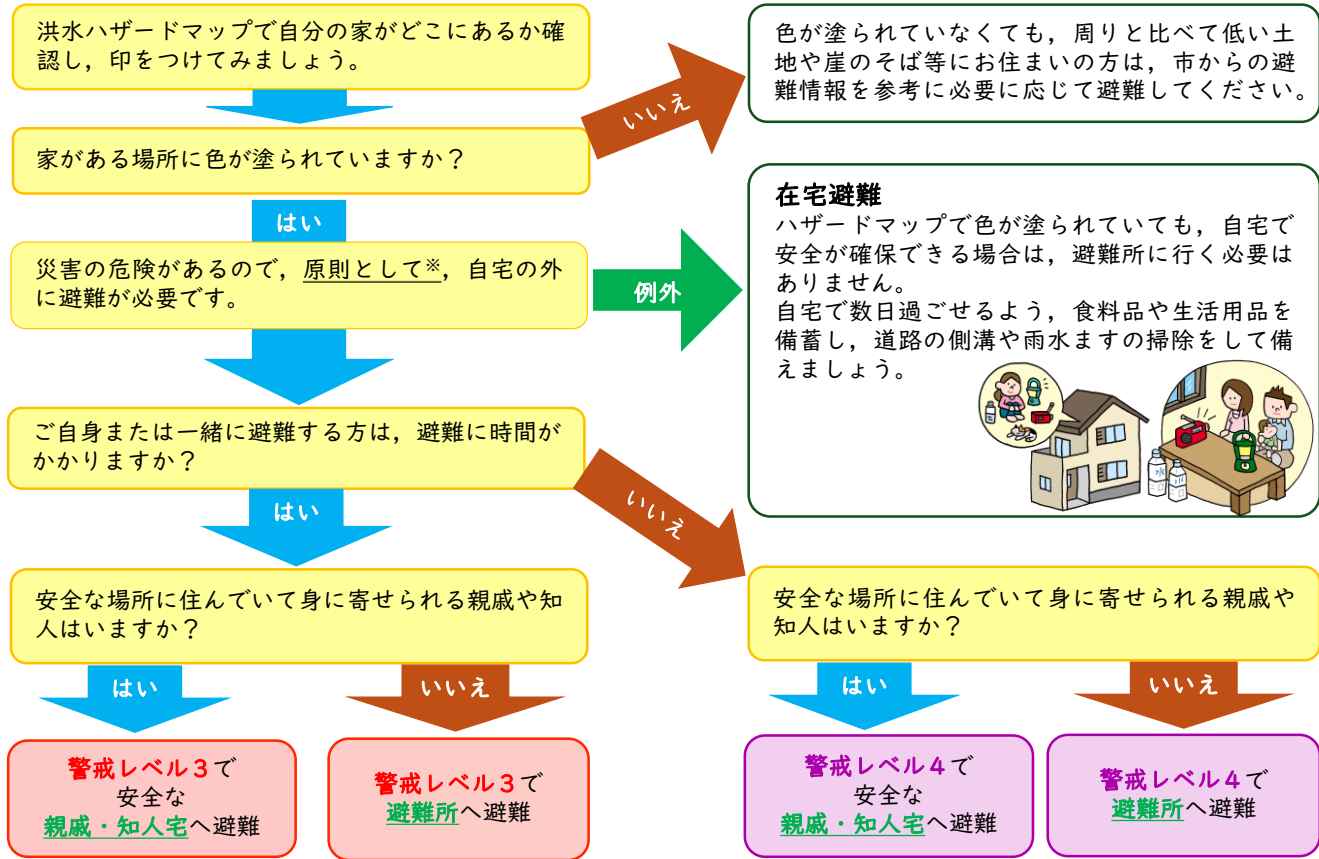 洪水ハザードマップで自分の家がどこにあるか確
認し，印をつけてみましょう。
いいえ
色が塗られていなくても，周りと比べて低い土
地や崖のそば等にお住まいの方は，市からの避
難情報を参考に必要に応じて避難してください。
家がある場所に色が塗られていますか？
はい
災害の危険があるので，原則として※，自宅の外
に避難が必要です。
例外
在宅避難
ハザードマップで色が塗られていても，自宅で
安全が確保できる場合は，避難所に行く必要は
ありません。
自宅で数日過ごせるよう，食料品や生活用品を
備蓄し，道路の側溝や雨水ますの掃除をして備
えましょう。
水
水
ご自身または一緒に避難する方は，避難に時間が
かかりますか？
はい
いいえ
安全な場所に住んでいて身に寄せられる親戚や知
人はいますか？
はい
いいえ
警戒レベル３で
安全な
親戚・知人宅へ避難
警戒レベル３で
避難所へ避難
安全な場所に住んでいて身に寄せられる親戚や
知人はいますか？
はい
いいえ
警戒レベル４で
安全な
親戚・知人宅へ避難
警戒レベル４で
避難所へ避難